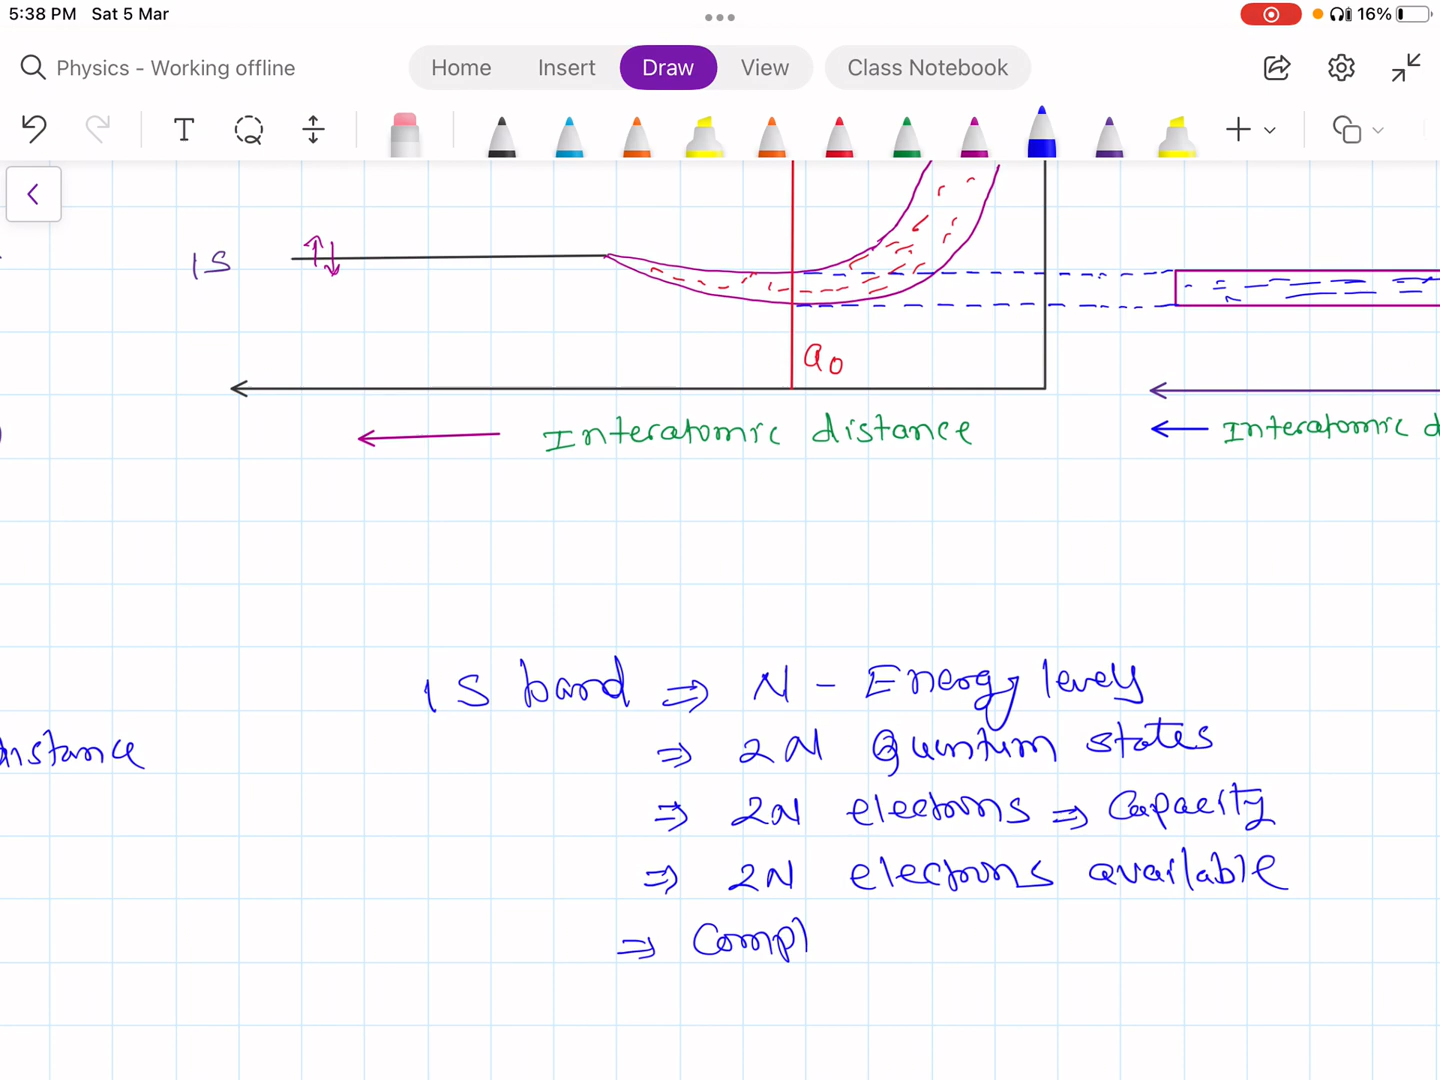 5:38 PM Sat 5 Mar
16%
Physics - Working offline
Home Insert Draw View Class Notebook
T
1S
a0
Interatomic distance
Interatomic d
1S band ⇒ N - Energy levels
distance
⇒ 2N Quantum states
⇒ 2N electrons ⇒ Capacity
⇒ 2N electrons available
⇒ Compl